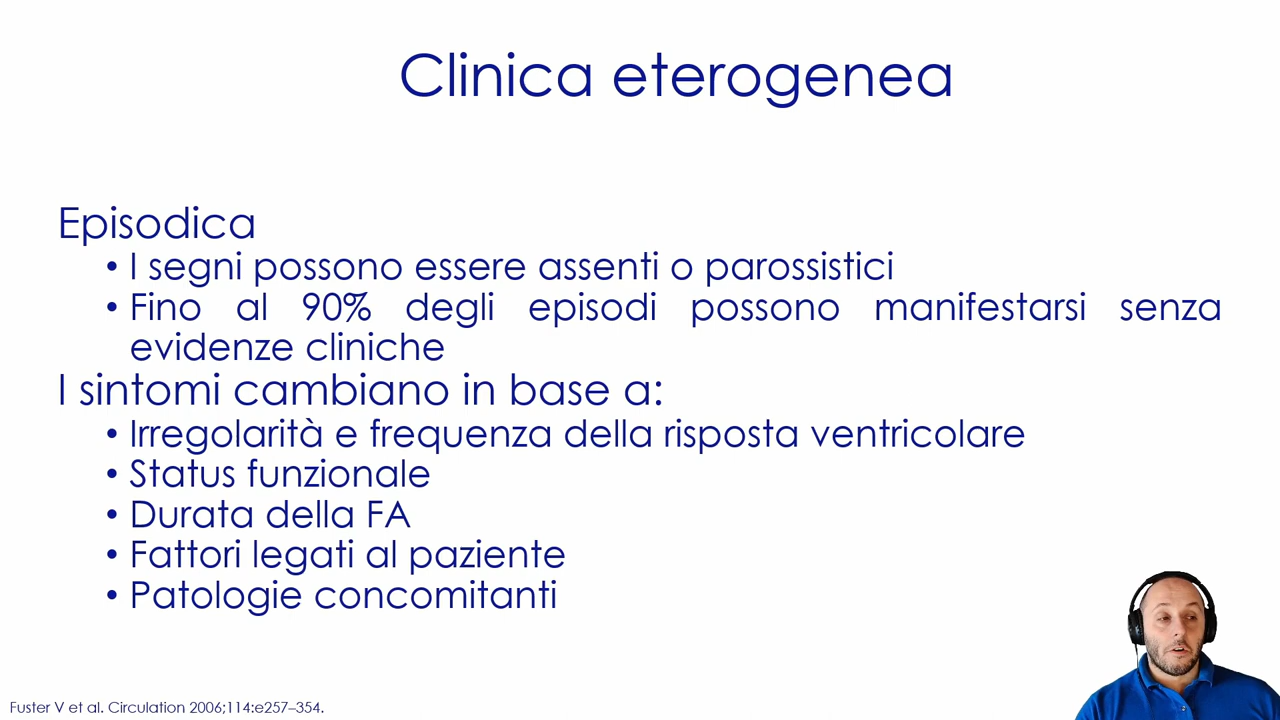 Clinica eterogenea
Episodica
• I segni possono essere assenti o parossistici
• Fino al 90% degli episodi possono manifestarsi senza
evidenze cliniche
I sintomi cambiano in base a:
• Irregolarità e frequenza della risposta ventricolare
• Status funzionale
• Durata della FA
• Fattori legati al paziente
• Patologie concomitanti
Fuster V et al. Circulation 2006;114:e257–354.